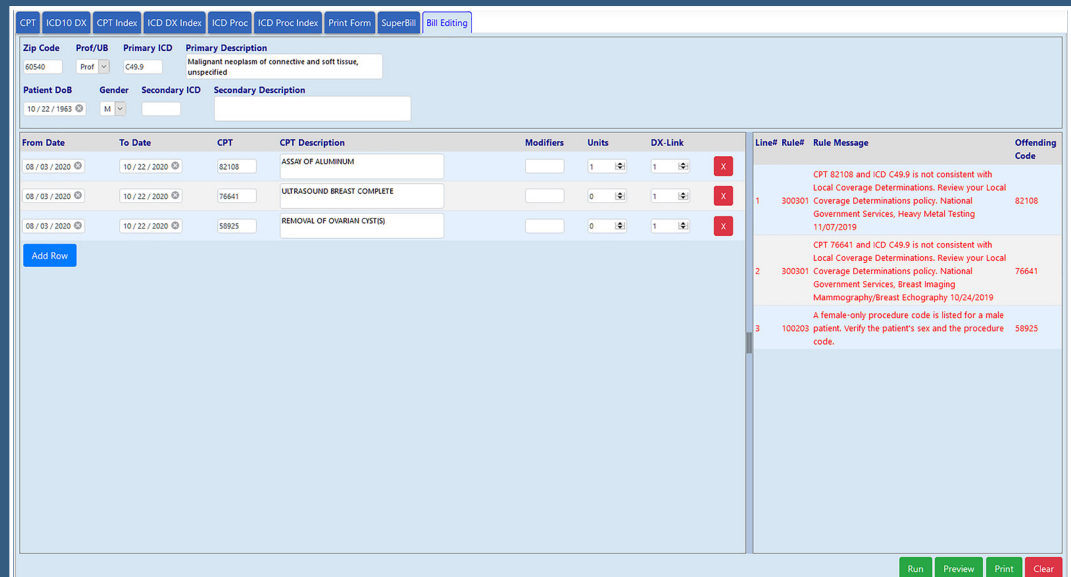 CPT ICD10 DX CPT Index ICD DX Index ICD Proc ICD Proc Index Print Form SuperBill Bill Editing
Zip Code Prof/UB Primary ICD Primary Description
60540 Prof C49.9 Malignant neoplasm of connective and soft tissue,
unspecified
Patient DoB Gender Secondary ICD Secondary Description
10 / 22 / 1963 M
From Date To Date CPT CPT Description Modifiers Units DX-Link
08 / 03 / 2020 10 / 22 / 2020 82108 ASSAY OF ALUMINUM 1 1 X
08 / 03 / 2020 10 / 22 / 2020 76641 ULTRASOUND BREAST COMPLETE 0 1 X
08 / 03 / 2020 10 / 22 / 2020 58925 REMOVAL OF OVARIAN CYST(S) 0 1 X
Add Row
Line# Rule# Rule Message Offending
Code
CPT 82108 and ICD C49.9 is not consistent with
Local Coverage Determinations. Review your Local
1 300301 Coverage Determinations policy. National 82108
Government Services, Heavy Metal Testing
11/07/2019
CPT 76641 and ICD C49.9 is not consistent with
Local Coverage Determinations. Review your Local
2 300301 Coverage Determinations policy. National 76641
Government Services, Breast Imaging
Mammography/Breast Echography 10/24/2019
A female-only procedure code is listed for a male
3 100203 patient. Verify the patient's sex and the procedure 58925
code.
Run Preview Print Clear